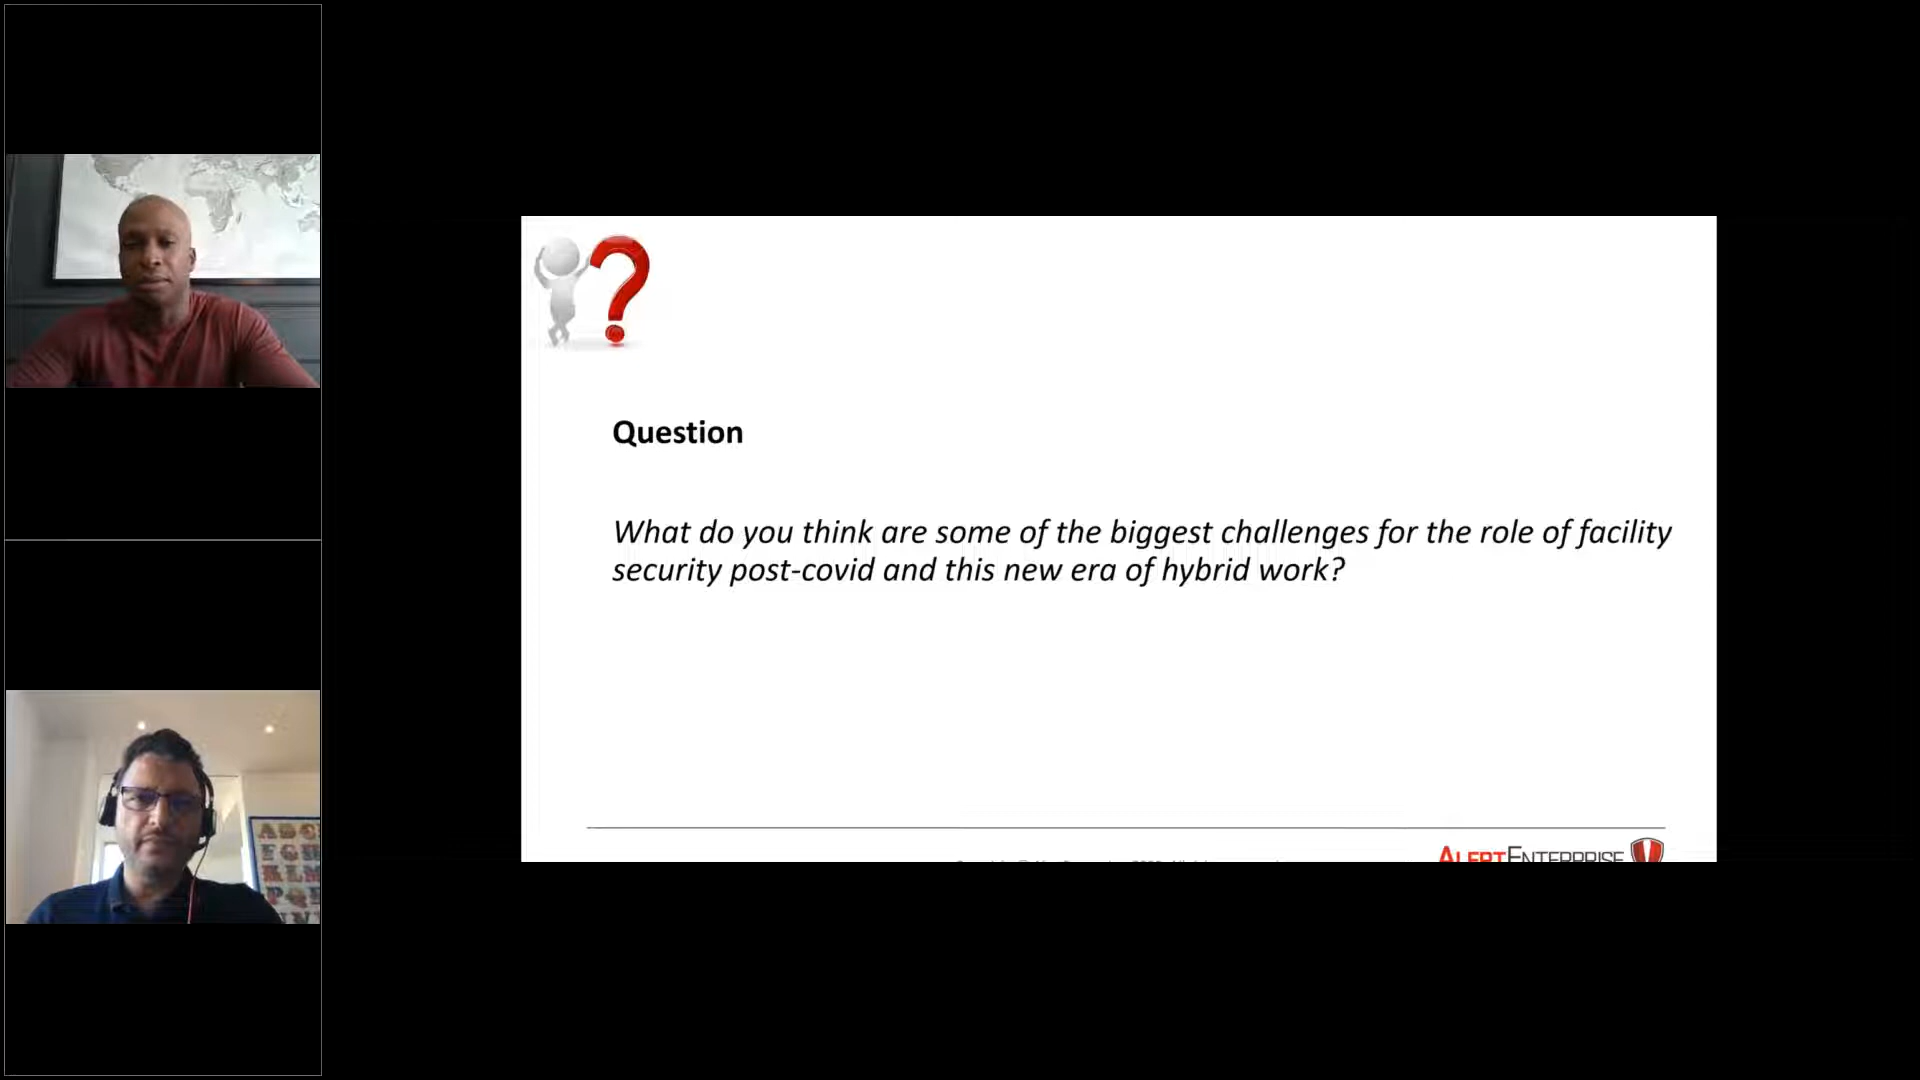 ?
Question
What do you think are some of the biggest challenges for the role of facility
security post-covid and this new era of hybrid work?
ALERTENTERPRISE